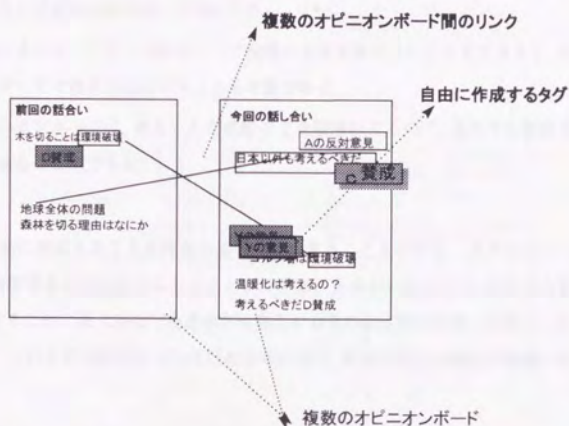 複数のオピニオンボード間のリンク
自由に作成するタグ
前回の話合い
木を切ることは環境破壊
D賛成
地球全体の問題
森林を切る理由はなにか
今回の話し合い
Aの反対意見
日本以外も考えるべきだ
C 賛成
Yの意見
ゴルフ場は環境破壊
温暖化は考えるの？
考えるべきだD賛成
複数のオピニオンボード